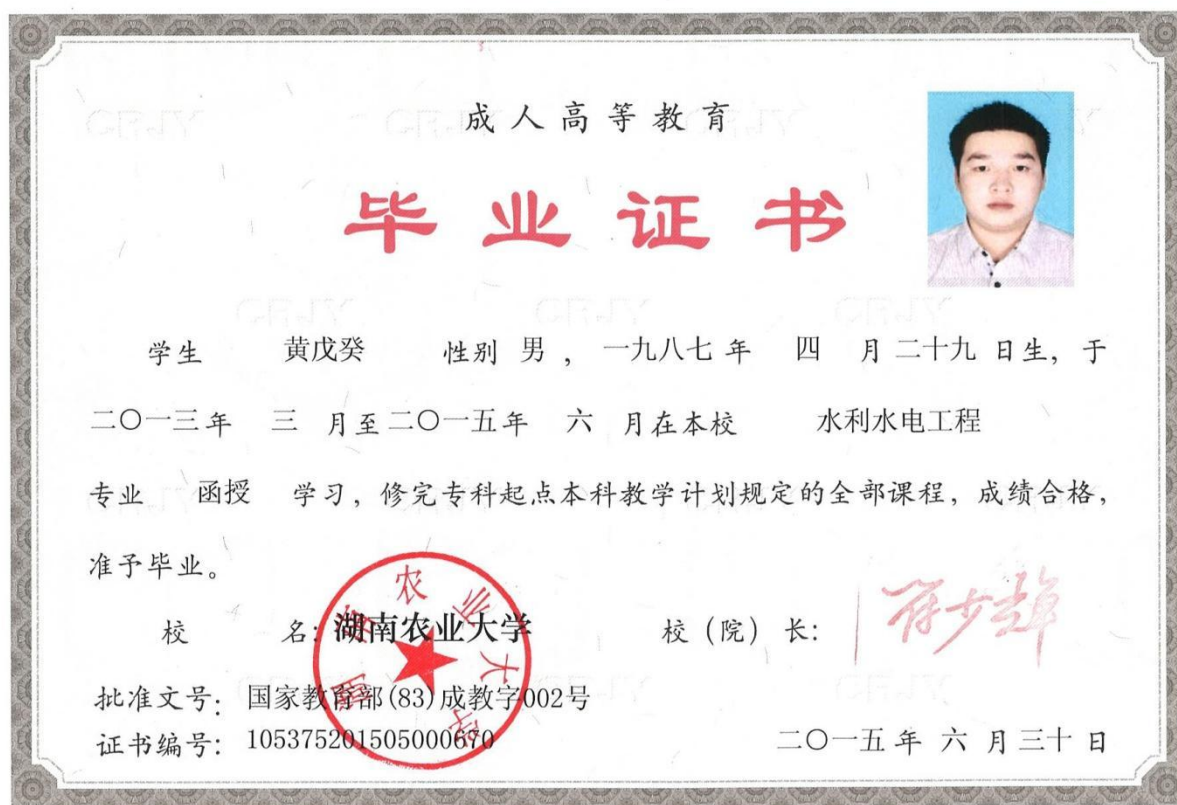 成人高等教育
毕业证书
学生 黄戊癸 性别 男 ， 一九八七 年 四 月 二十九 日生，于
二〇一三年 三 月至二〇一五年 六 月在本校 水利水电工程
专业 函授 学习，修完专科起点本科教学计划规定的全部课程，成绩合格，
准予毕业。
校 名：湖南农业大学 校（院）长：
湖南农业大学
批准文号：国家教育部(83)成教字002号
证书编号：105375201505000670 二〇一五年 六 月三十 日